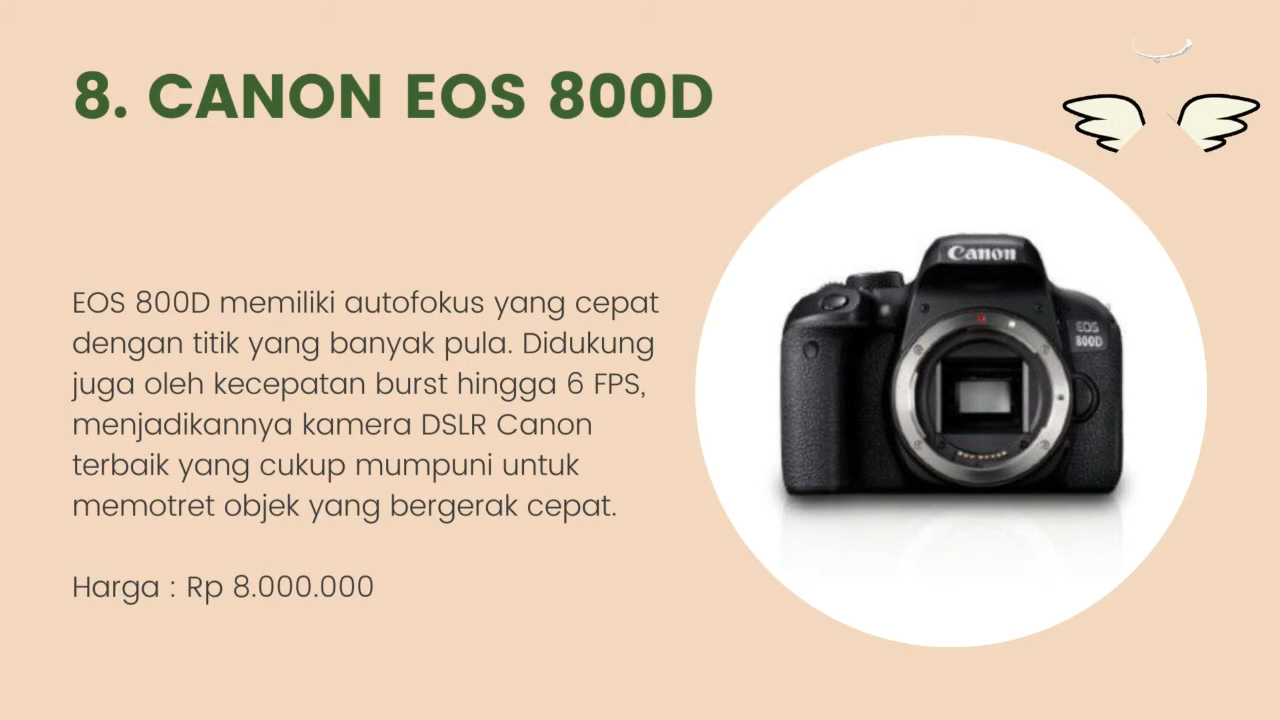 8. CANON EOS 800D
EOS 800D memiliki autofokus yang cepat
dengan titik yang banyak pula. Didukung
juga oleh kecepatan burst hingga 6 FPS,
menjadikannya kamera DSLR Canon
terbaik yang cukup mumpuni untuk
memotret objek yang bergerak cepat.
Harga : Rp 8.000.000
Canon
EOS
800D